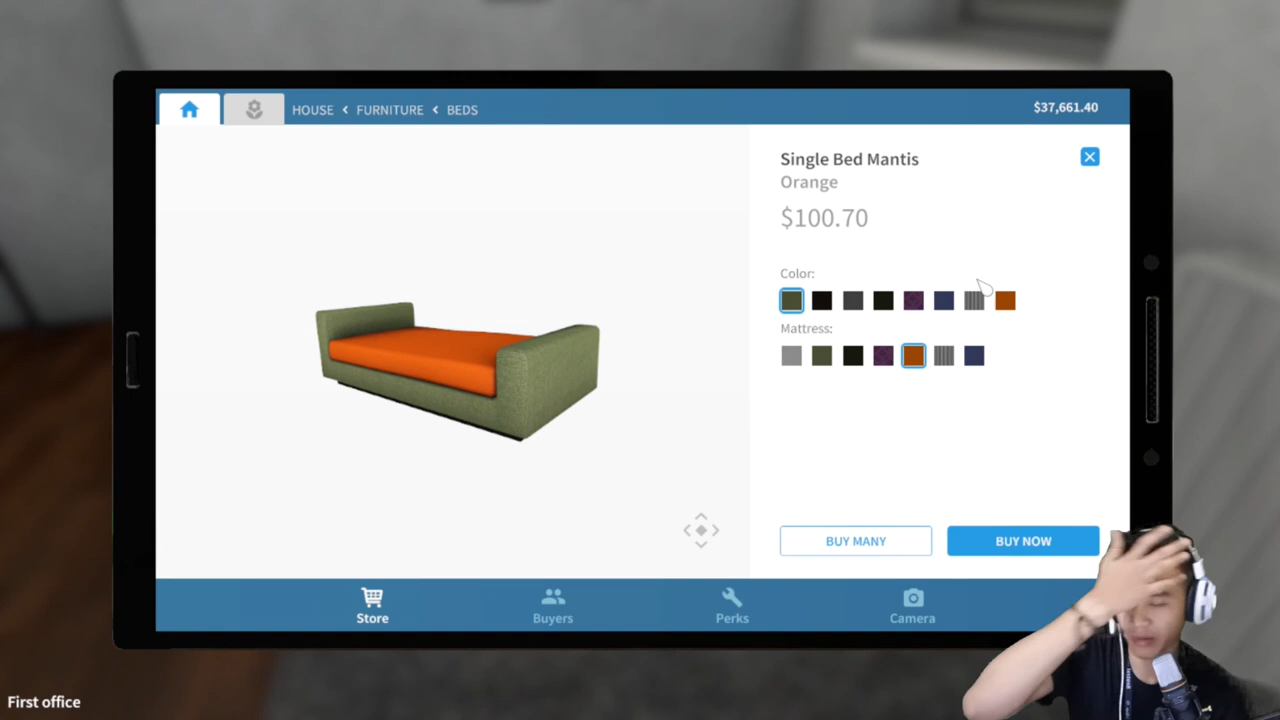 HOUSE < FURNITURE < BEDS
$37,661.40
Single Bed Mantis
Orange
$100.70
Color:
Mattress:
BUY MANY
BUY NOW
Store
Buyers
Perks
Camera
First office